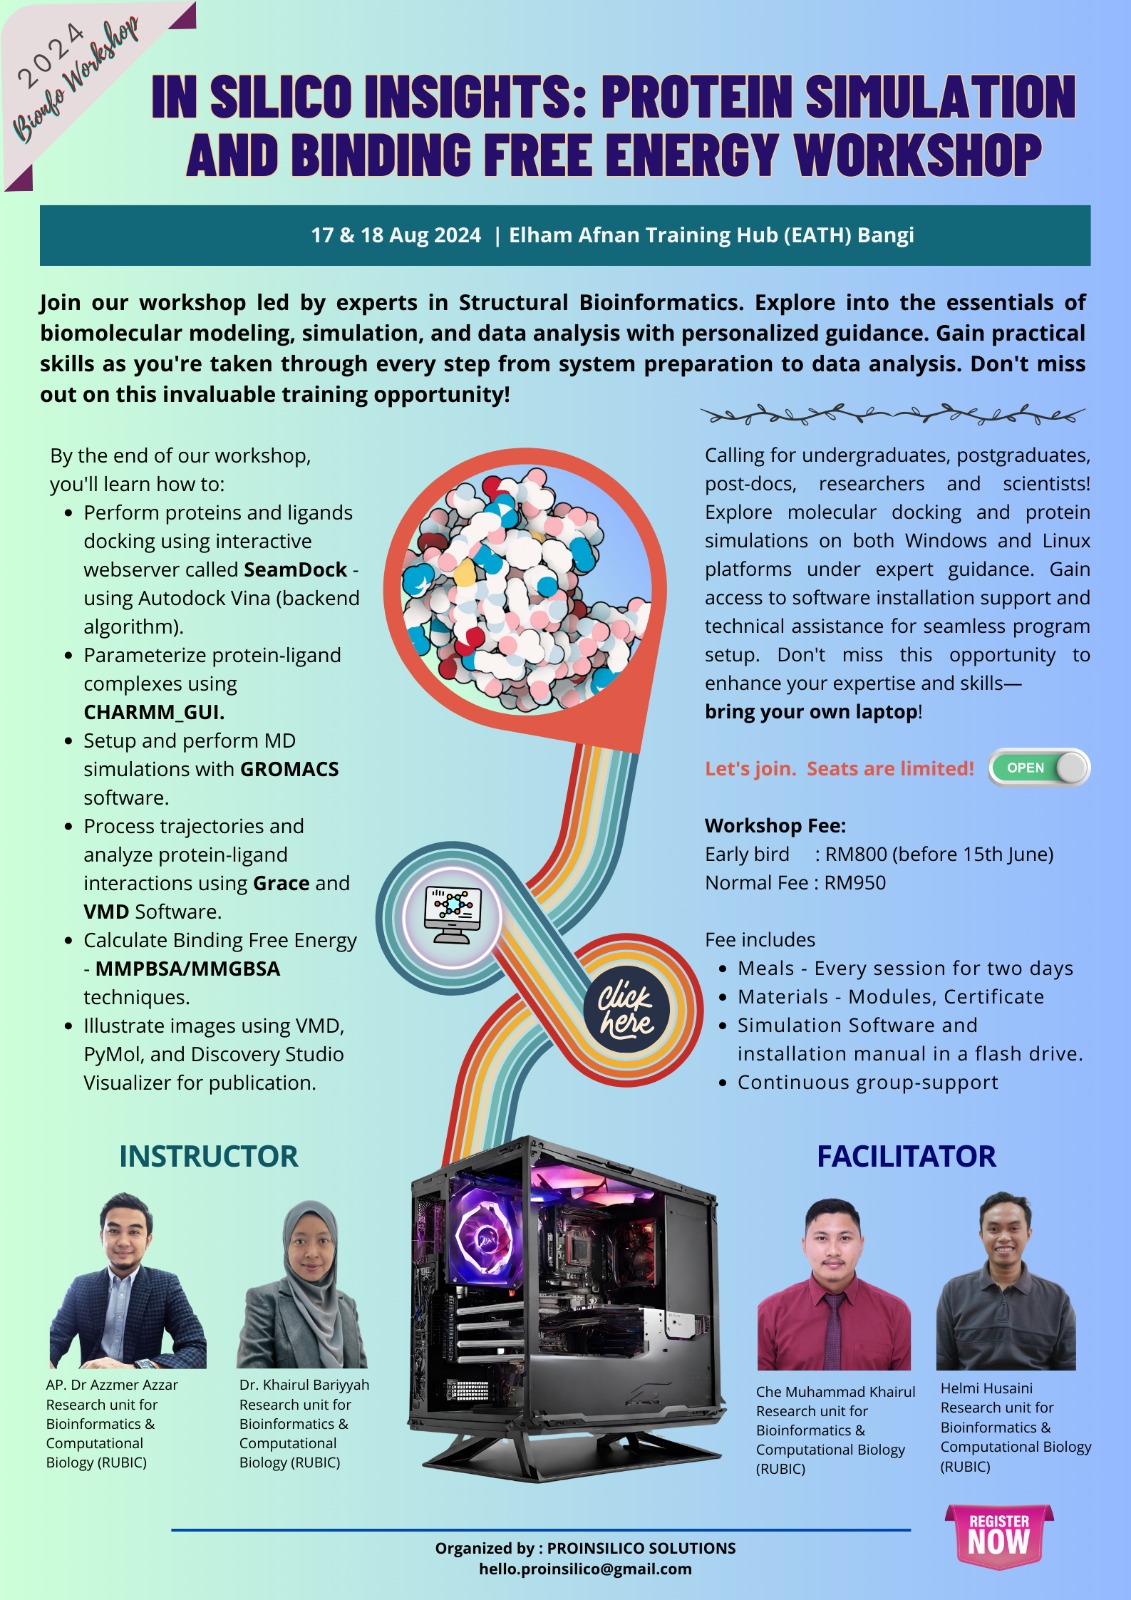 2024
Bioinfo Workshop
IN SILICO INSIGHTS: PROTEIN SIMULATION
AND BINDING FREE ENERGY WORKSHOP
17 & 18 Aug 2024 | Elham Afnan Training Hub (EATH) Bangi
Join our workshop led by experts in Structural Bioinformatics. Explore into the essentials of
biomolecular modeling, simulation, and data analysis with personalized guidance. Gain practical
skills as you're taken through every step from system preparation to data analysis. Don't miss
out on this invaluable training opportunity!
By the end of our workshop,
you'll learn how to:
• Perform proteins and ligands
docking using interactive
webserver called SeamDock -
using Autodock Vina (backend
algorithm).
• Parameterize protein-ligand
complexes using
CHARMM_GUI.
• Setup and perform MD
simulations with GROMACS
software.
• Process trajectories and
analyze protein-ligand
interactions using Grace and
VMD Software.
• Calculate Binding Free Energy
- MMPBSA/MMGBSA
techniques.
• Illustrate images using VMD,
PyMol, and Discovery Studio
Visualizer for publication.
click
here
Calling for undergraduates, postgraduates,
post-docs, researchers and scientists!
Explore molecular docking and protein
simulations on both Windows and Linux
platforms under expert guidance. Gain
access to software installation support and
technical assistance for seamless program
setup. Don't miss this opportunity to
enhance your expertise and skills—
bring your own laptop!
Let's join. Seats are limited!
OPEN
Workshop Fee:
Early bird : RM800 (before 15th June)
Normal Fee : RM950
Fee includes
• Meals - Every session for two days
• Materials - Modules, Certificate
• Simulation Software and
installation manual in a flash drive.
• Continuous group-support
INSTRUCTOR
AP. Dr Azzmer Azzar
Research unit for
Bioinformatics &
Computational
Biology (RUBIC)
Dr. Khairul Bariyyah
Research unit for
Bioinformatics &
Computational
Biology (RUBIC)
FACILITATOR
Che Muhammad Khairul
Research unit for
Bioinformatics &
Computational Biology
(RUBIC)
Helmi Husaini
Research unit for
Bioinformatics &
Computational Biology
(RUBIC)
Organized by : PROINSILICO SOLUTIONS
hello.proinsilico@gmail.com
REGISTER
NOW